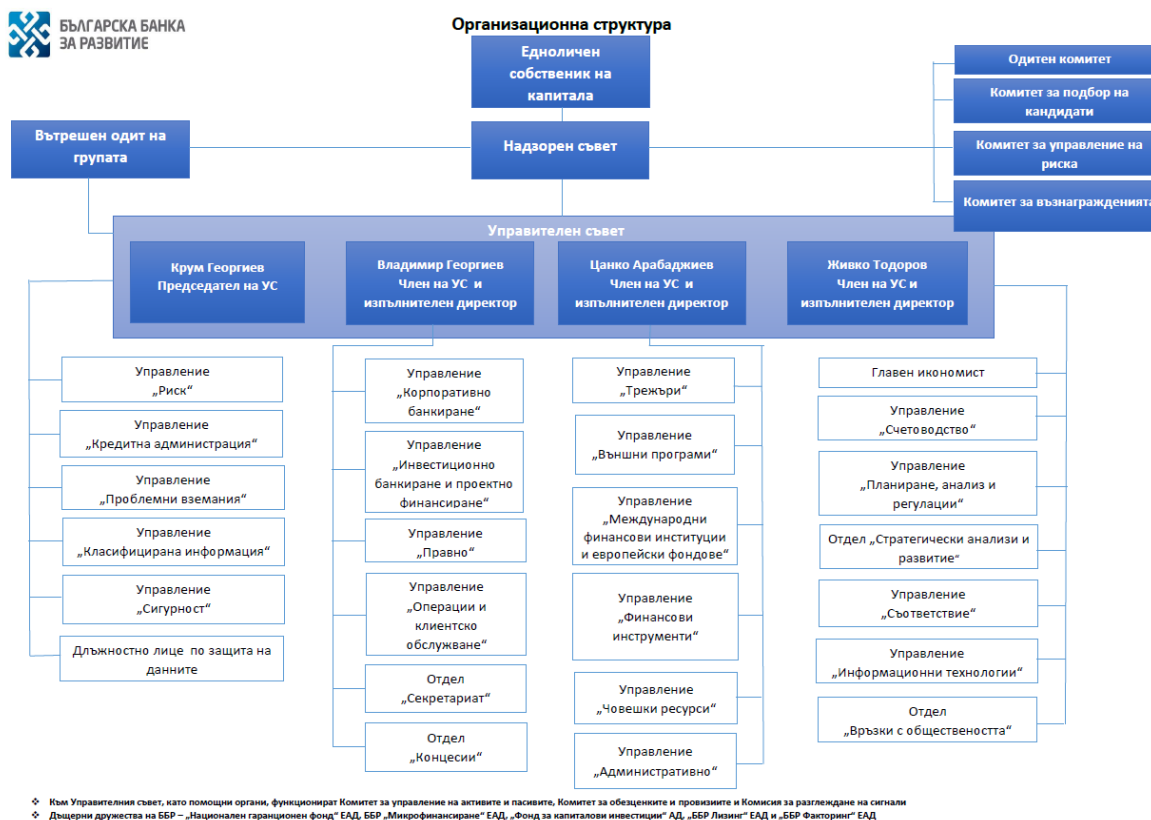 БЪЛГАРСКА БАНКА
ЗА РАЗВИТИЕ
Организационна структура
Едноличен
собственик на
капитала
Одитен комитет
Комитет за подбор на
кандидати
Вътрешен одит на
групата
Надзорен съвет
Комитет за управление на
риска
Комитет за възнагражденията
Управителен съвет
Крум Георгиев
Председател на УС
Владимир Георгиев
Член на УС и
изпълнителен директор
Цанко Арабаджиев
Член на УС и
изпълнителен директор
Живко Тодоров
Член на УС и
изпълнителен директор
Управление
„Риск“
Управление
„Кредитна администрация“
Управление
„Проблемни вземания“
Управление
„Класифицирана информация“
Управление
„Сигурност“
Длъжностно лице по защита на
данните
Управление
„Корпоративно
банкиране“
Управление
„Инвестиционно
банкиране и проектно
финансиране“
Управление
„Правно“
Управление
„Операции и
клиентско
обслужване“
Отдел
„Секретариат“
Отдел
„Концесии“
Управление
„Трежъри“
Управление
„Външни програми“
Управление
„Международни
финансови институции
и европейски фондове“
Управление
„Финансови
инструменти“
Управление
„Човешки ресурси“
Управление
„Административно“
Главен икономист
Управление
„Счетоводство“
Управление
„Планиране, анализ и
регулации“
Отдел „Стратегически анализи и
развитие“
Управление
„Съответствие“
Управление
„Информационни технологии“
Отдел
„Връзки с обществеността“
❖ Към Управителния съвет, като помощни органи, функционират Комитет за управление на активите и пасивите, Комитет за обезценките и провизиите и Комисия за разглеждане на сигнали
❖ Дъщерни дружества на ББР – „Национален гаранционен фонд“ ЕАД, ББР „Микрофинансиране“ ЕАД, „Фонд за капиталови инвестиции“ АД, „ББР Лизинг“ ЕАД и „ББР Факторинг“ ЕАД